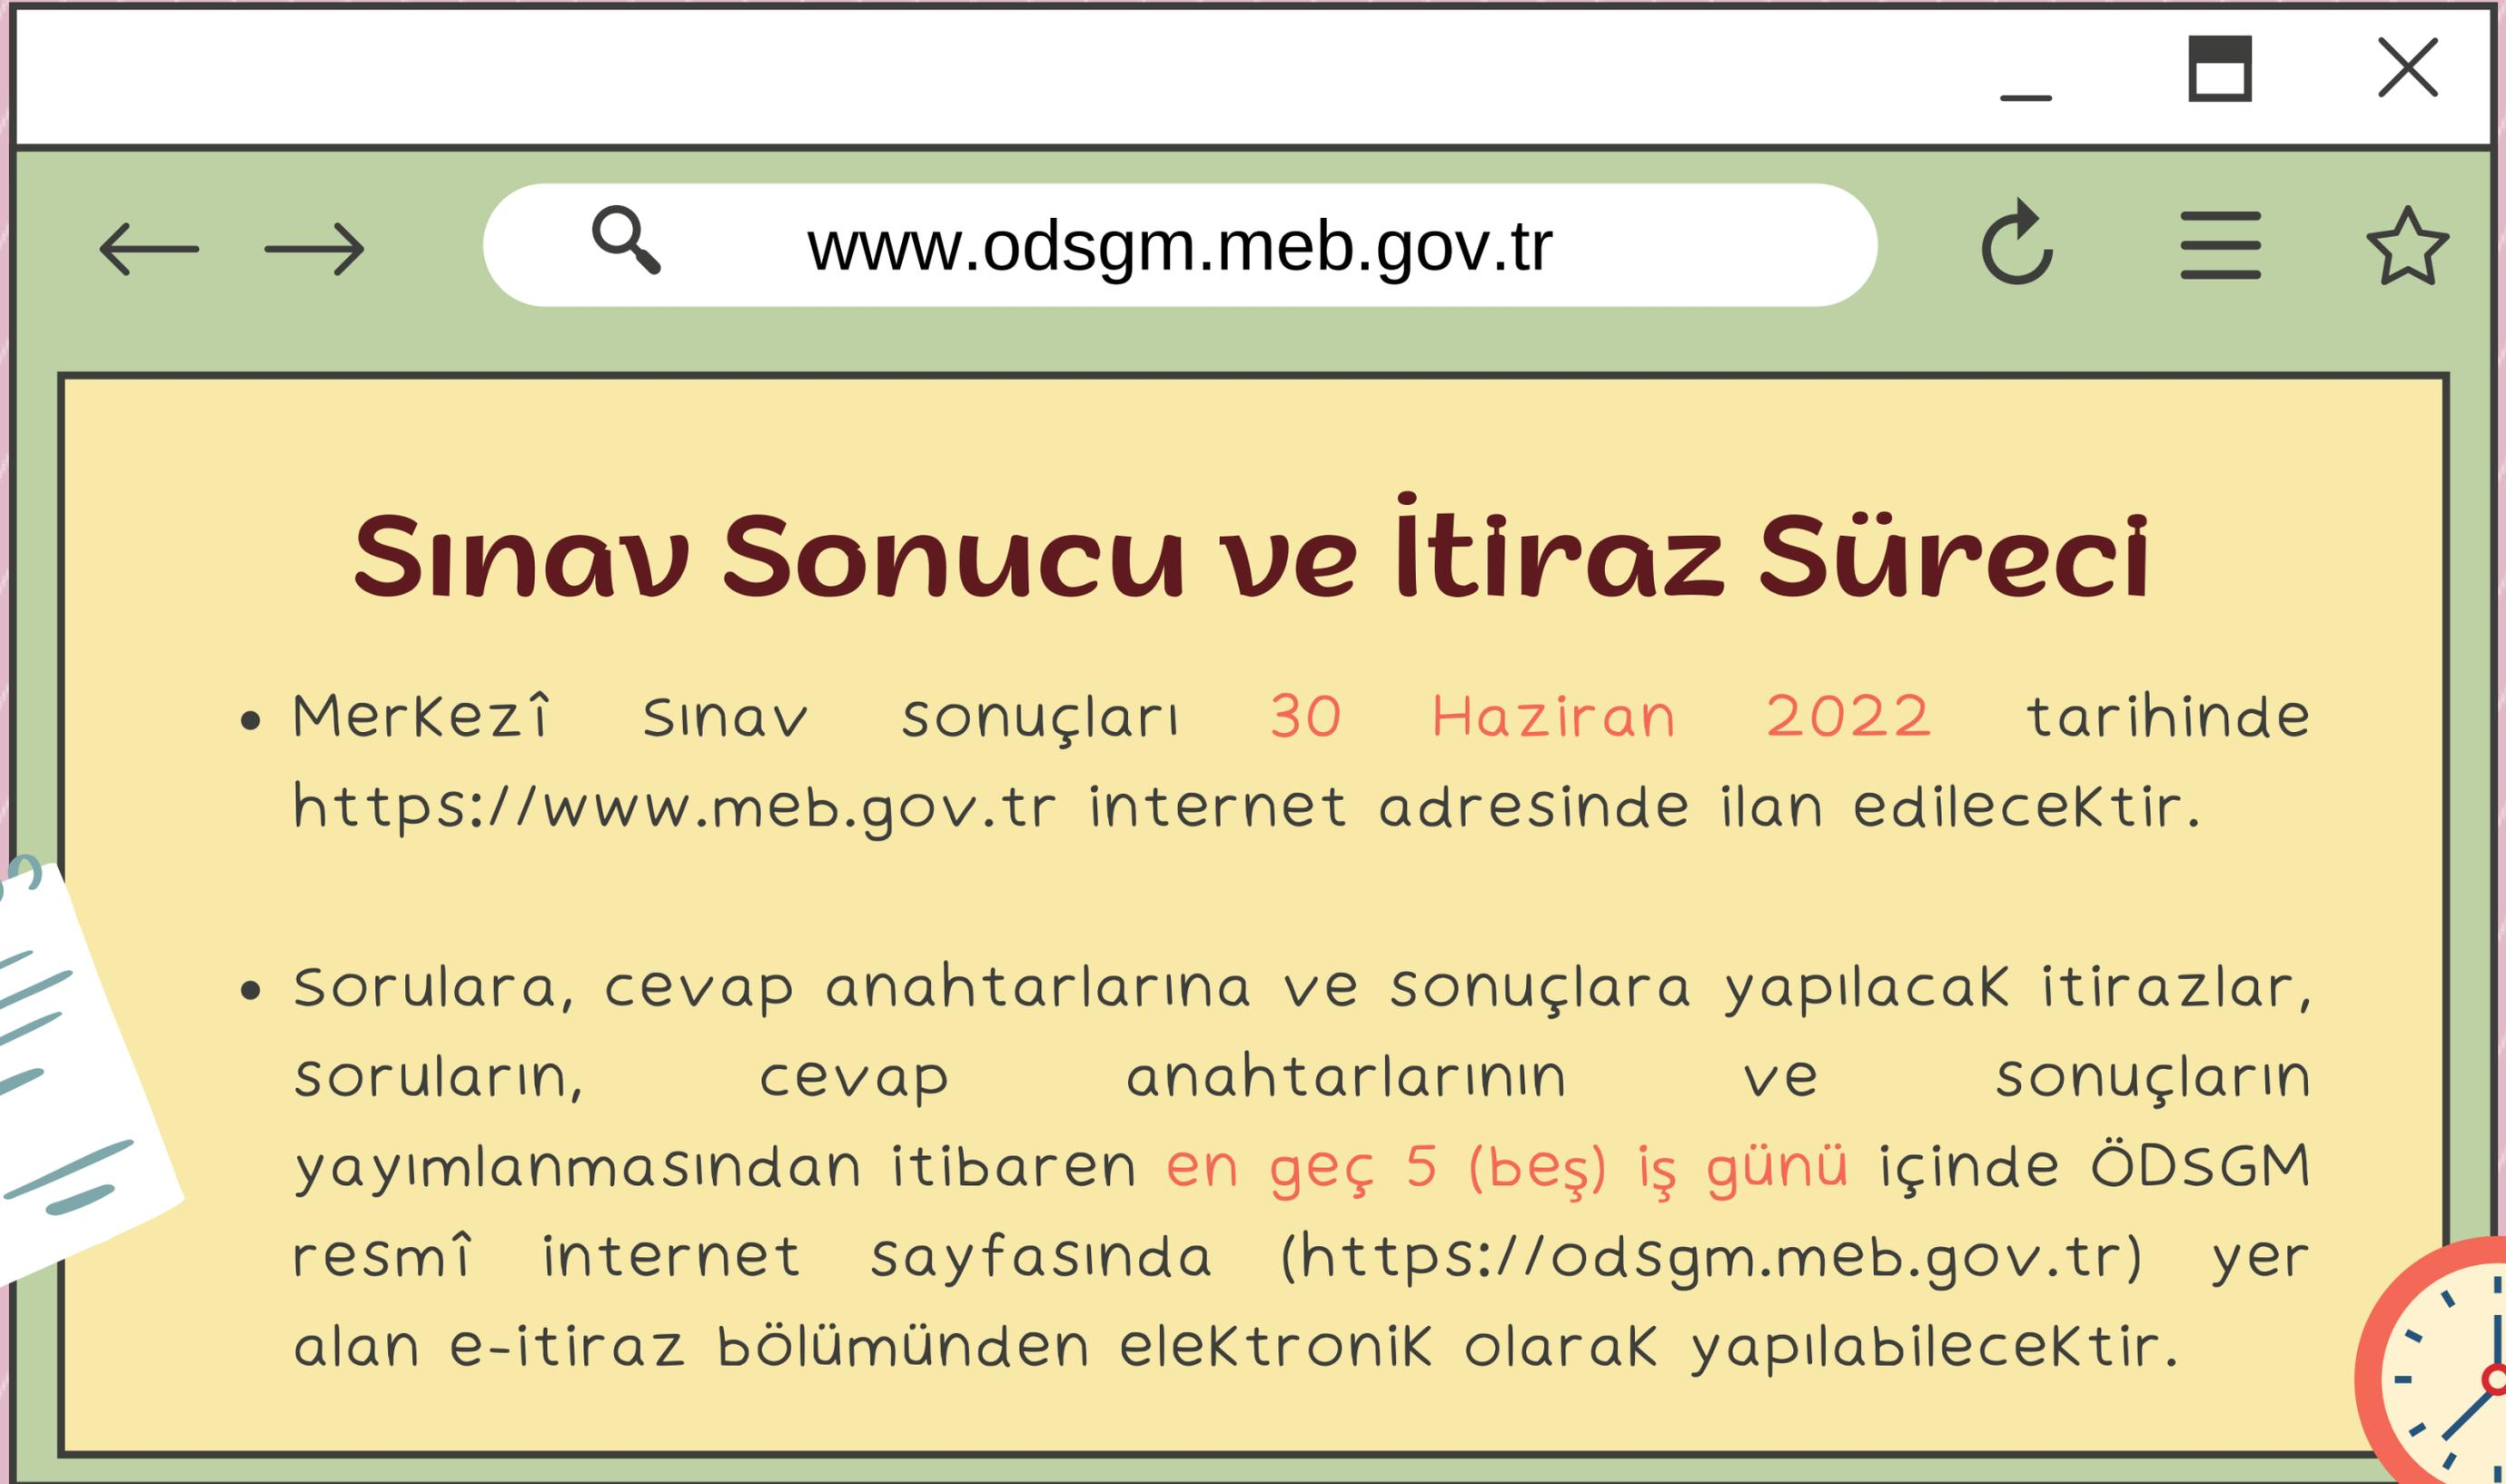 www.odsgm.meb.gov.tr
Sınav Sonucu ve İtiraz Süreci
• Merkezî sınav sonuçları 30 Haziran 2022 tarihinde
https://www.meb.gov.tr internet adresinde ilan edilecektir.
• Sorulara, cevap anahtarlarına ve sonuçlara yapılacak itirazlar,
soruların, cevap anahtarlarının ve sonuçların
yayımlanmasından itibaren en geç 5 (beş) iş günü içinde ÖDSGM
resmî internet sayfasında (https://odsgm.meb.gov.tr) yer
alan e-itiraz bölümünden elektronik olarak yapılabilecektir.